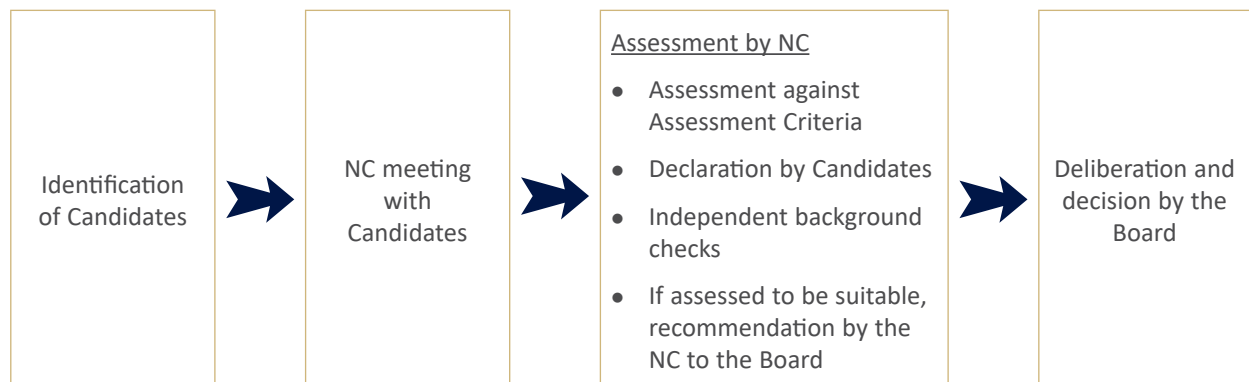 Identification
of Candidates
NC meeting
with
Candidates
Assessment by NC
● Assessment against
Assessment Criteria
● Declaration by Candidates
● Independent background
checks
● If assessed to be suitable,
recommendation by the
NC to the Board
Deliberation and
decision by the
Board